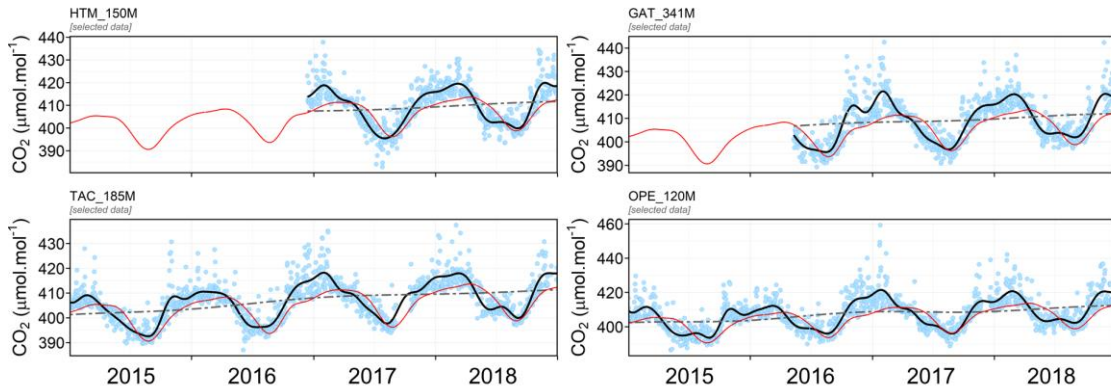 HTM_150M
[selected data]
CO2 (μmol.mol-1)
440
430
420
410
400
390
GAT_341M
[selected data]
CO2 (μmol.mol-1)
440
430
420
410
400
390
TAC_185M
[selected data]
CO2 (μmol.mol-1)
430
420
410
400
390
2015 2016 2017 2018
OPE_120M
[selected data]
CO2 (μmol.mol-1)
460
440
420
400
2015 2016 2017 2018